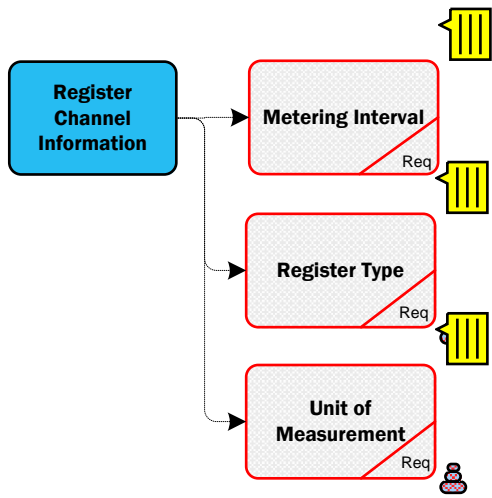 Register
Channel
Information
Metering Interval
Req
Register Type
Req
Unit of
Measurement
Req